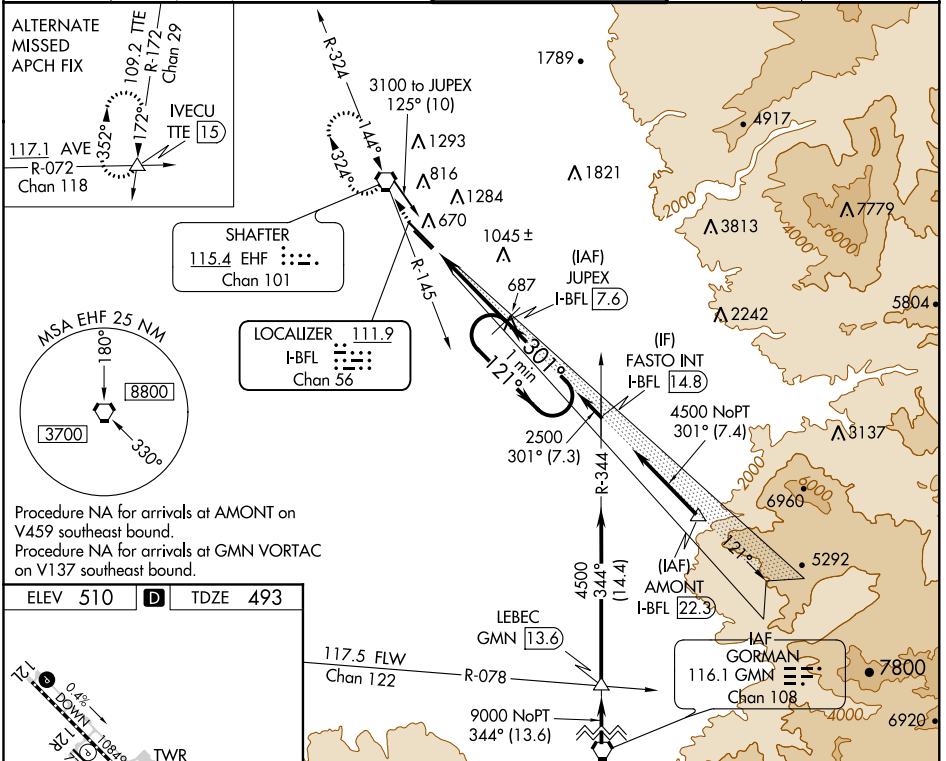 ALTERNATE
MISSED
APCH FIX
109.2 TTE
R-172
Chan 29
352°
172°
IVECU
TTE 15
117.1 AVE
R-072
Chan 118
R-324
144°
324°
3100 to JUPEX
125° (10)
1789
4917
1293
816
1284
670
1821
2000
3813
7779
4000
6000
SHAFTER
115.4 EHF
Chan 101
R-145
1045 ±
687
(IAF)
JUPEX
I-BFL 7.6
2242
5804
LOCALIZER 111.9
I-BFL
Chan 56
301°
1 min
121°
(IF)
FASTO INT
I-BFL 14.8
4500 NoPT
301° (7.4)
2500
301° (7.3)
3137
MSA EHF 25 NM
180°
8800
3700
330°
R-344
6960
6000
2000
5292
121°
(IAF)
AMONT
I-BFL 22.3
4500
344°
(14.4)
Procedure NA for arrivals at AMONT on
V459 southeast bound.
Procedure NA for arrivals at GMN VORTAC
on V137 southeast bound.
ELEV 510 D TDZE 493
LEBEC
GMN 13.6
117.5 FLW
Chan 122
R-078
IAF
GORMAN
116.1 GMN
Chan 108
7800
4000
6920
9000 NoPT
344° (13.6)
12L
P
0.4%
DOWN
1084
12R
P
TWR